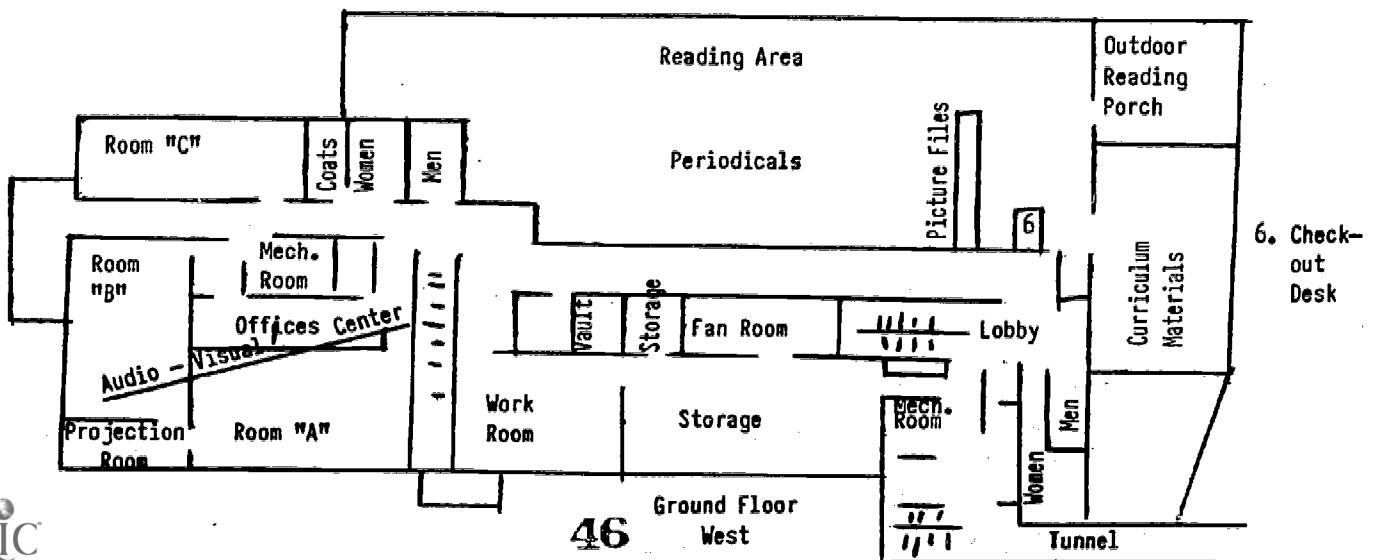 Reading Area
Outdoor
Reading
Porch
Room "C"
Coats
Women
Men
Periodicals
Picture Files
6
6. Check-
out
Desk
Room
"B"
Mech.
Room
Offices Center
Audio - Visual
Vault
Storage
Fan Room
Lobby
Curriculum
Materials
Projection
Room
Room "A"
Work
Room
Storage
Mech.
Room
Men
Women
Ground Floor
West
46
Tunnel
IC